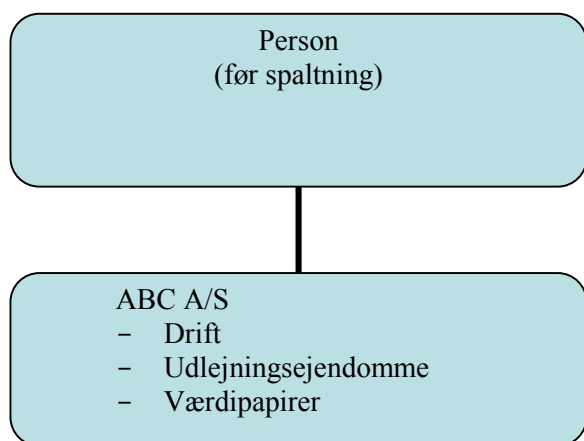 Person
(før spaltning)
ABC A/S
– Drift
– Udlejningsejendomme
– Værdipapirer